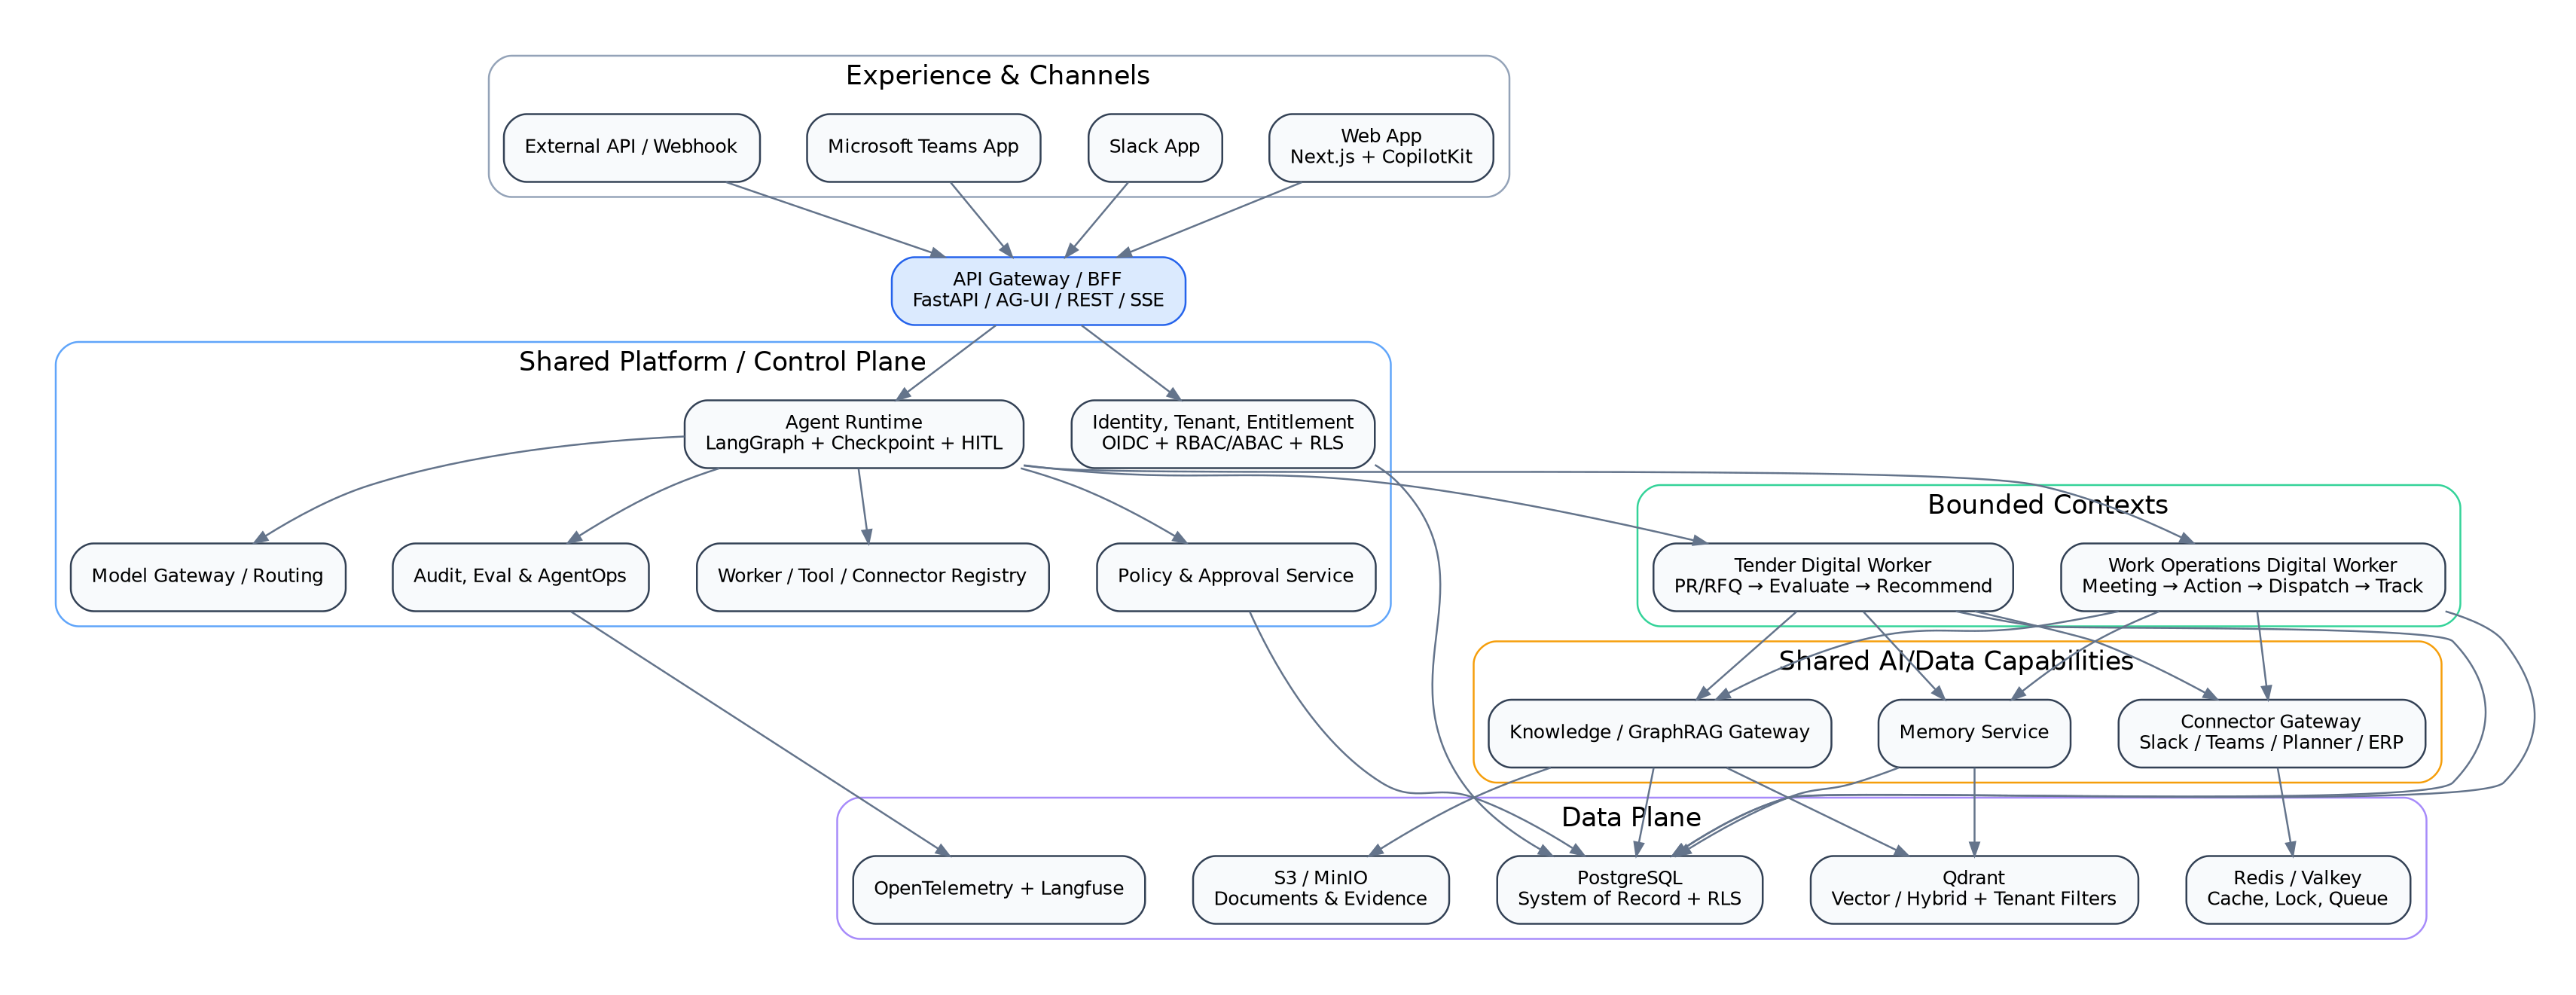 Experience & Channels
External API / Webhook
Microsoft Teams App
Slack App
Web App
Next.js + CopilotKit
API Gateway / BFF
FastAPI / AG-UI / REST / SSE
Shared Platform / Control Plane
Agent Runtime
LangGraph + Checkpoint + HITL
Identity, Tenant, Entitlement
OIDC + RBAC/ABAC + RLS
Model Gateway / Routing
Audit, Eval & AgentOps
Worker / Tool / Connector Registry
Policy & Approval Service
Bounded Contexts
Tender Digital Worker
PR/RFQ → Evaluate → Recommend
Work Operations Digital Worker
Meeting → Action → Dispatch → Track
Shared AI/Data Capabilities
Knowledge / GraphRAG Gateway
Memory Service
Connector Gateway
Slack / Teams / Planner / ERP
Data Plane
OpenTelemetry + Langfuse
S3 / MinIO
Documents & Evidence
PostgreSQL
System of Record + RLS
Qdrant
Vector / Hybrid + Tenant Filters
Redis / Valkey
Cache, Lock, Queue